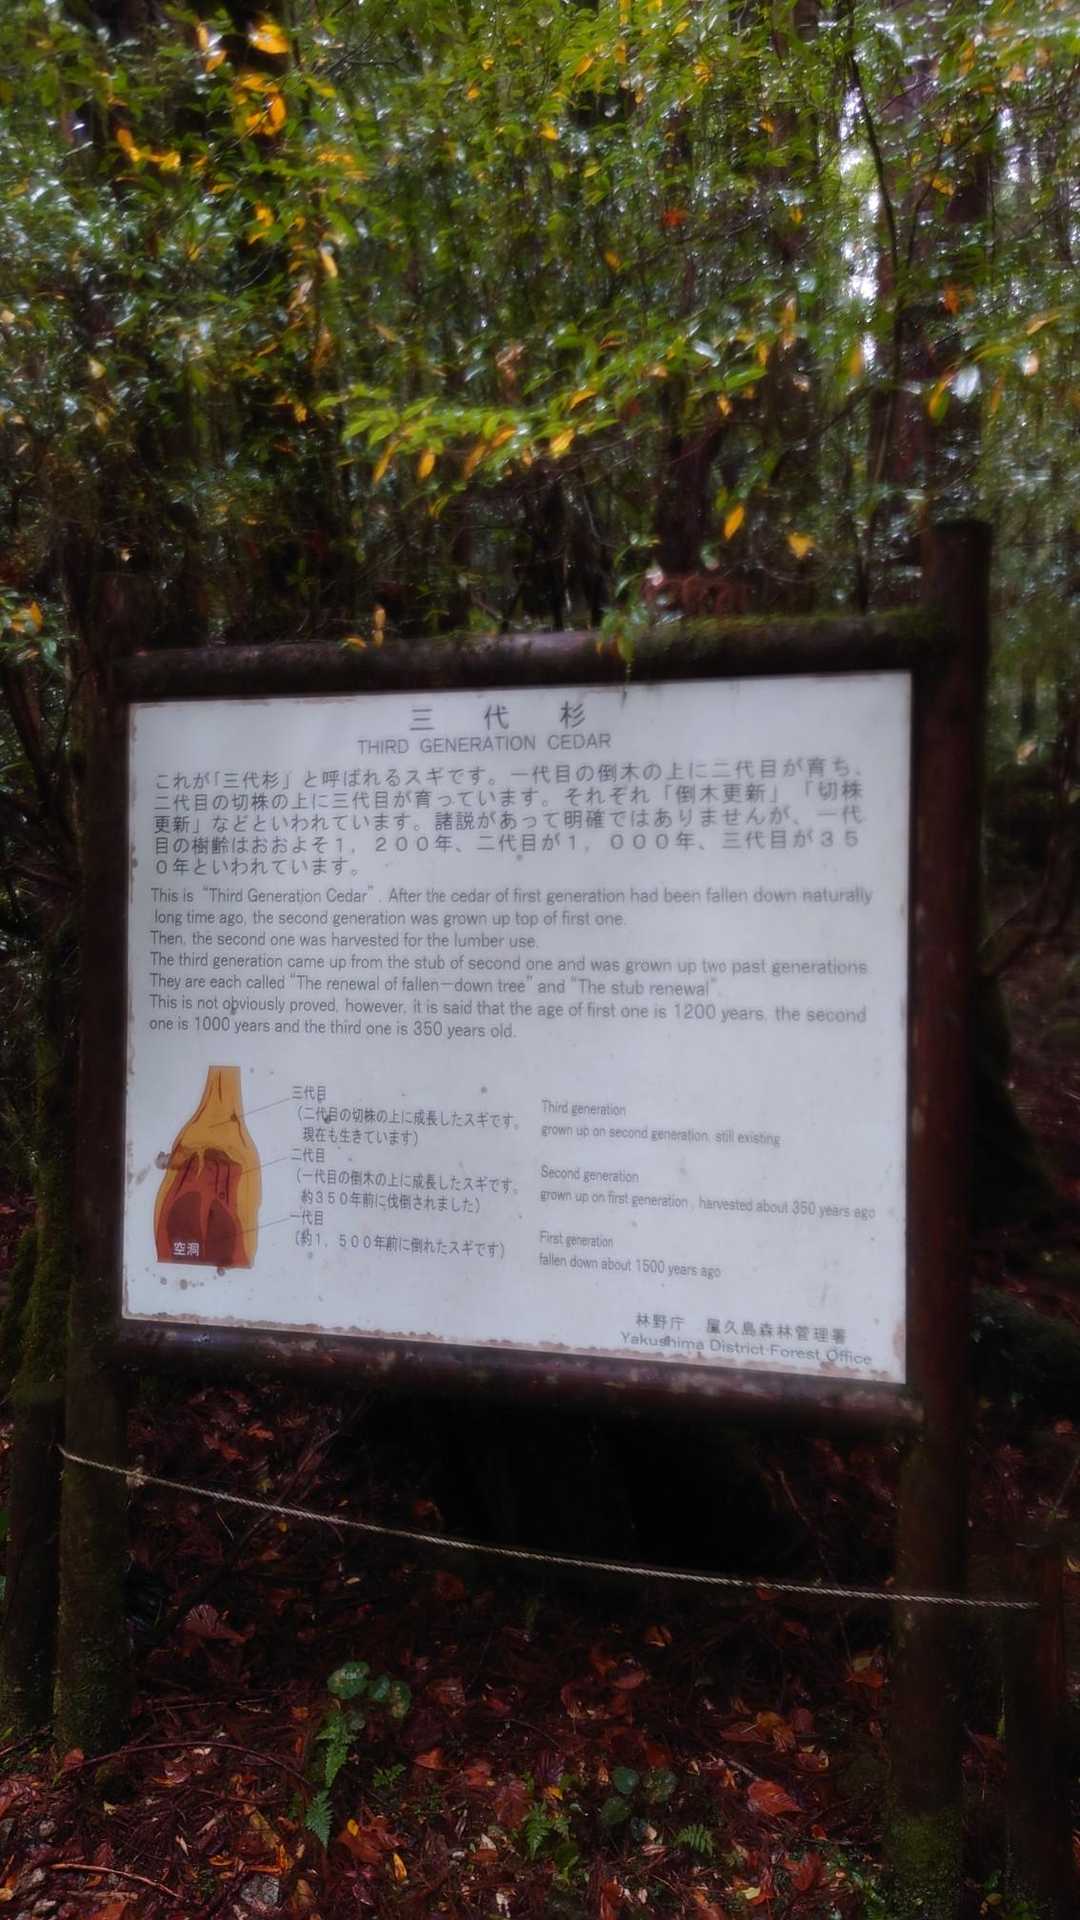 三　代　杉
THIRD GENERATION CEDAR
これが「三代杉」と呼ばれるスギです。一代目の倒木の上に二代目が育ち、
二代目の切株の上に三代目が育っています。それぞれ「倒木更新」「切株
更新」などといわれています。諸説があって明確ではありませんが、一代
目の樹齢はおおよそ１，２００年、二代目が１，０００年、三代目が３５
０年といわれています。
This is “Third Generation Cedar”. After the cedar of first generation had been fallen down naturally
long time ago, the second generation was grown up top of first one.
Then, the second one was harvested for the lumber use.
The third generation came up from the stub of second one and was grown up two past generations
They are each called “The renewal of fallen－down tree” and “The stub renewal”.
This is not obviously proved, however, it is said that the age of first one is 1200 years, the second
one is 1000 years and the third one is 350 years old.
三代目
（二代目の切株の上に成長したスギです。
現在も生きています）
Third generation
grown up on second generation, still existing
二代目
（一代目の倒木の上に成長したスギです。
約３５０年前に伐倒されました）
Second generation
grown up on first generation , harvested about 350 years ago
一代目
（約１，５００年前に倒れたスギです）
First generation
fallen down about 1500 years ago
空洞
林野庁　屋久島森林管理署
Yakushima District Forest Office